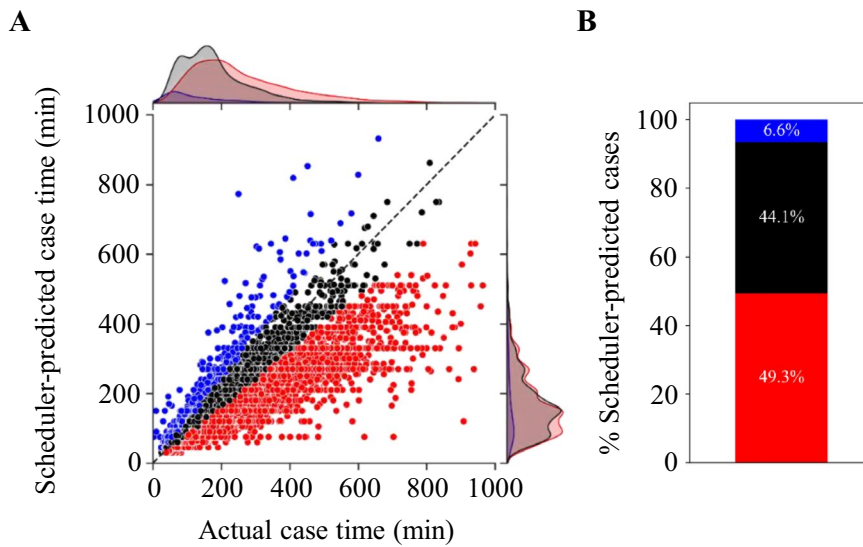 A
B
Scheduler-predicted case time (min)
1000
800
600
400
200
0
0 200 400 600 800 1000
Actual case time (min)
% Scheduler-predicted cases
100
80
60
40
20
0
6.6%
44.1%
49.3%